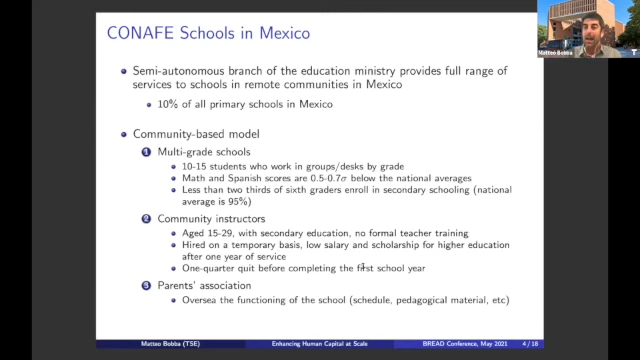 CONAFE Schools in Mexico
Semi-autonomous branch of the education ministry provides full range of
services to schools in remote communities in Mexico
10% of all primary schools in Mexico
Community-based model
1 Multi-grade schools
10-15 students who work in groups/desks by grade
Math and Spanish scores are 0.5-0.7σ below the national averages
Less than two thirds of sixth graders enroll in secondary schooling (national
average is 95%)
2 Community instructors
Aged 15-29, with secondary education, no formal teacher training
Hired on a temporary basis, low salary and scholarship for higher education
after one year of service
One-quarter quit before completing the first school year
3 Parents' association
Oversea the functioning of the school (schedule, pedagogical material, etc)
Matteo Bobba (TSE) Enhancing Human Capital at Scale BREAD Conference, May 2021 4 / 18
Matteo Bobba